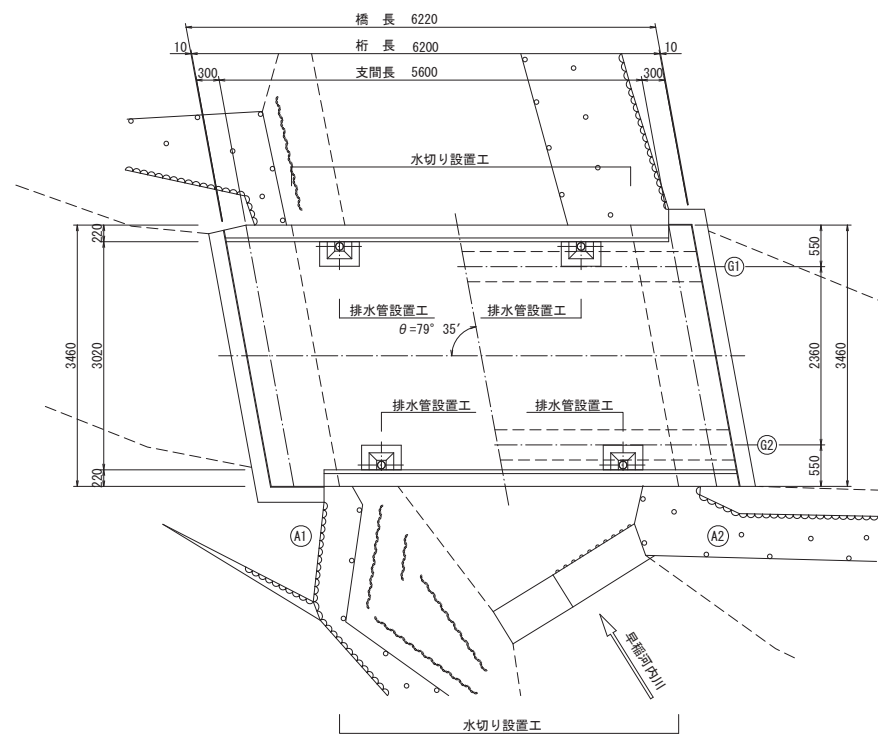 橋 長 6220
10 桁 長 6200 10
300 支間長 5600 300
水切り設置工
220
550
G1
排水管設置工 排水管設置工
θ=79° 35′
3460 3020
2360 3460
排水管設置工 排水管設置工
G2
220
550
A1
A2
早稲河内川
水切り設置工